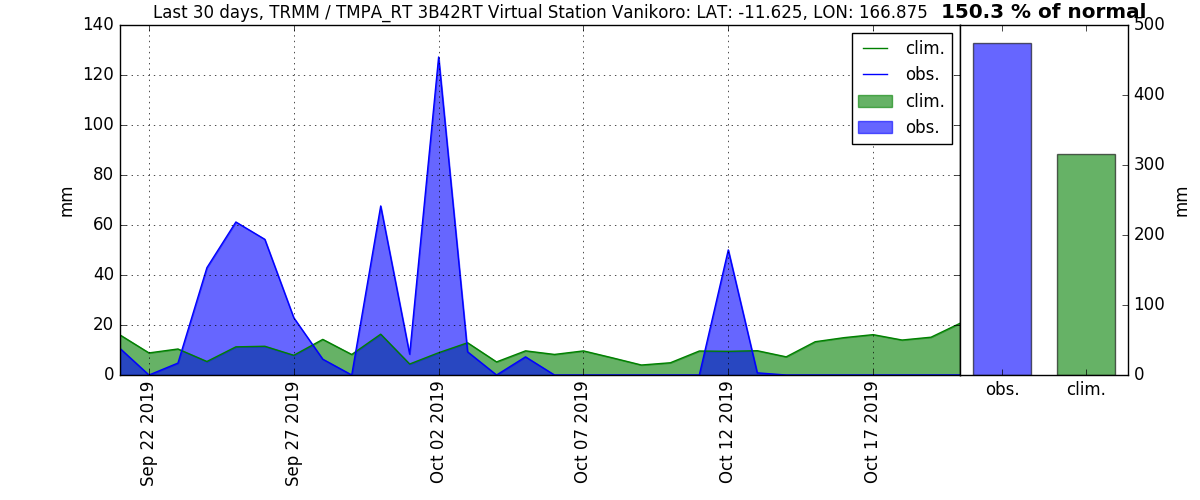 Last 30 days, TRMM / TMPA_RT 3B42RT Virtual Station Vanikoro: LAT: -11.625, LON: 166.875 150.3 % of normal
140
120
100
80
60
40
20
0
mm
clim.
obs.
clim.
obs.
Sep 22 2019
Sep 27 2019
Oct 02 2019
Oct 07 2019
Oct 12 2019
Oct 17 2019
500
400
300
200
100
0
mm
obs. clim.